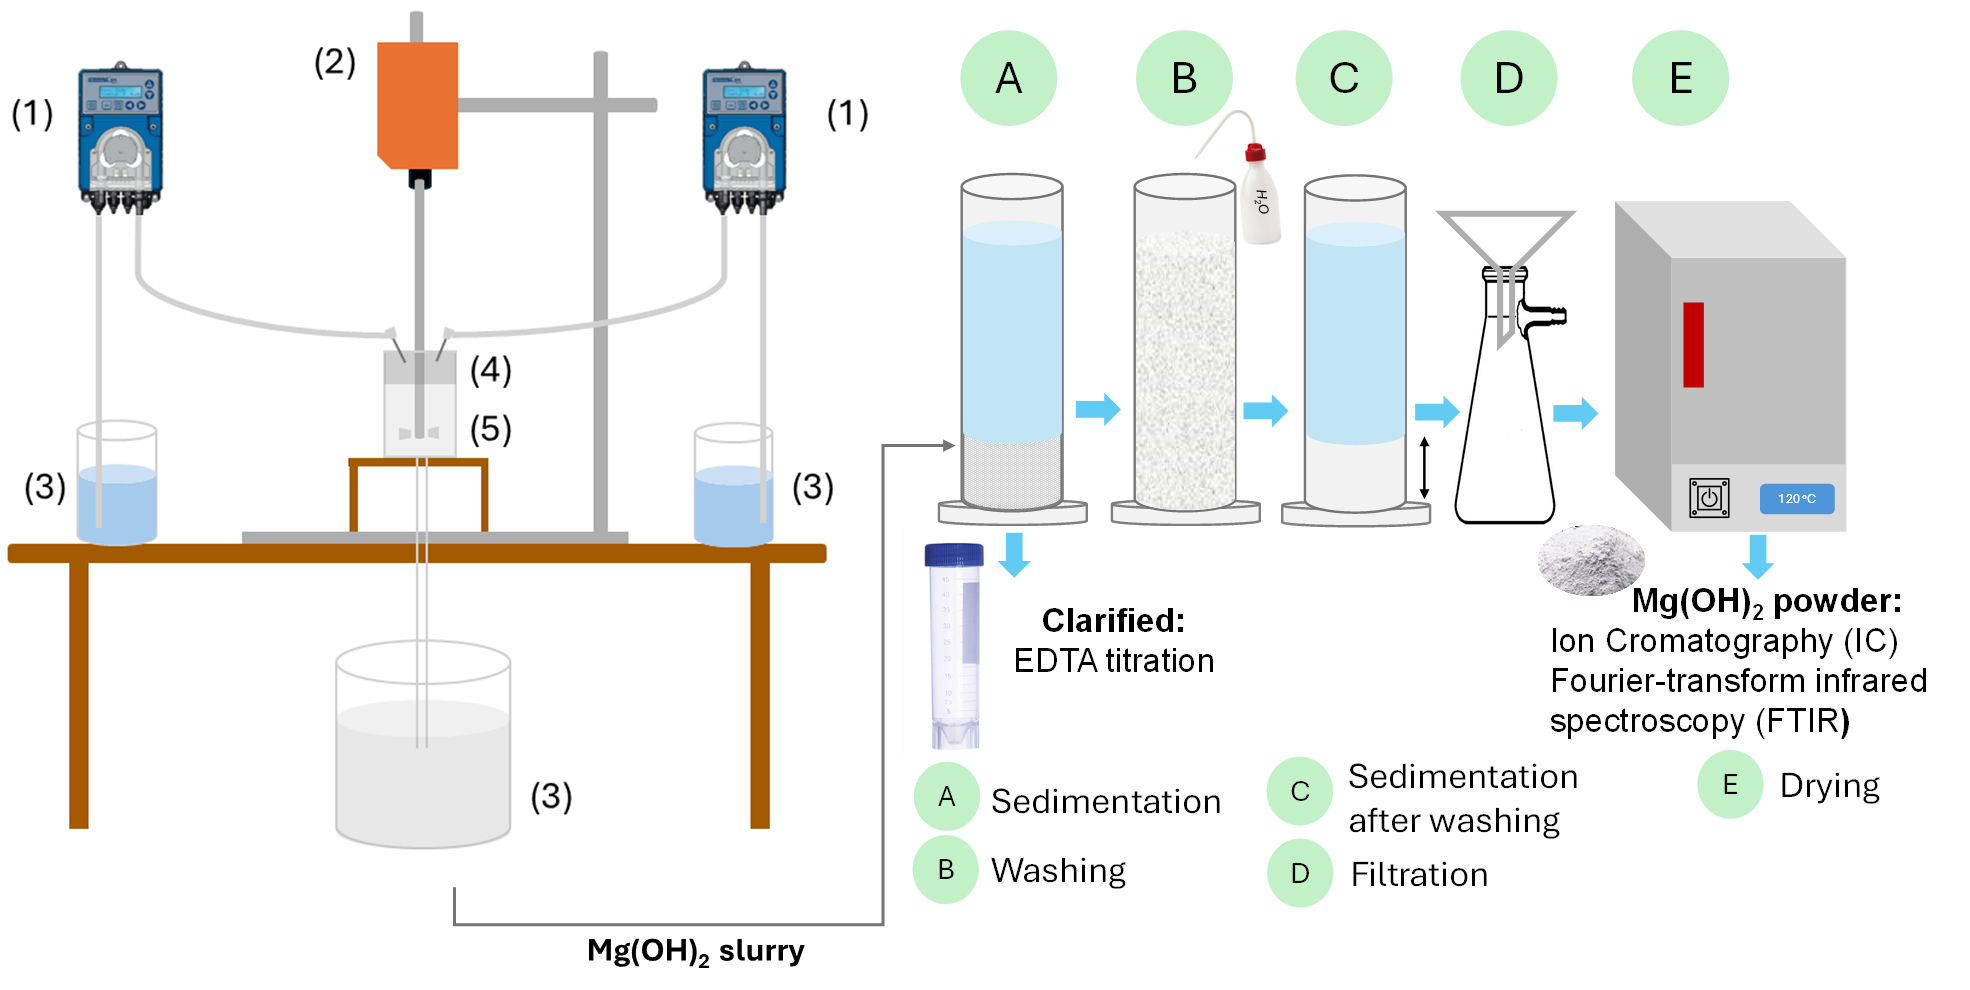 (1)
(2)
(1)
(3)
(4)
(5)
(3)
(3)
Mg(OH)₂ slurry
A
B
C
D
E
H₂O
120°C
Clarified:
EDTA titration
Mg(OH)₂ powder:
Ion Cromatography (IC)
Fourier-transform infrared
spectroscopy (FTIR)
A Sedimentation
B Washing
C Sedimentation
after washing
D Filtration
E Drying